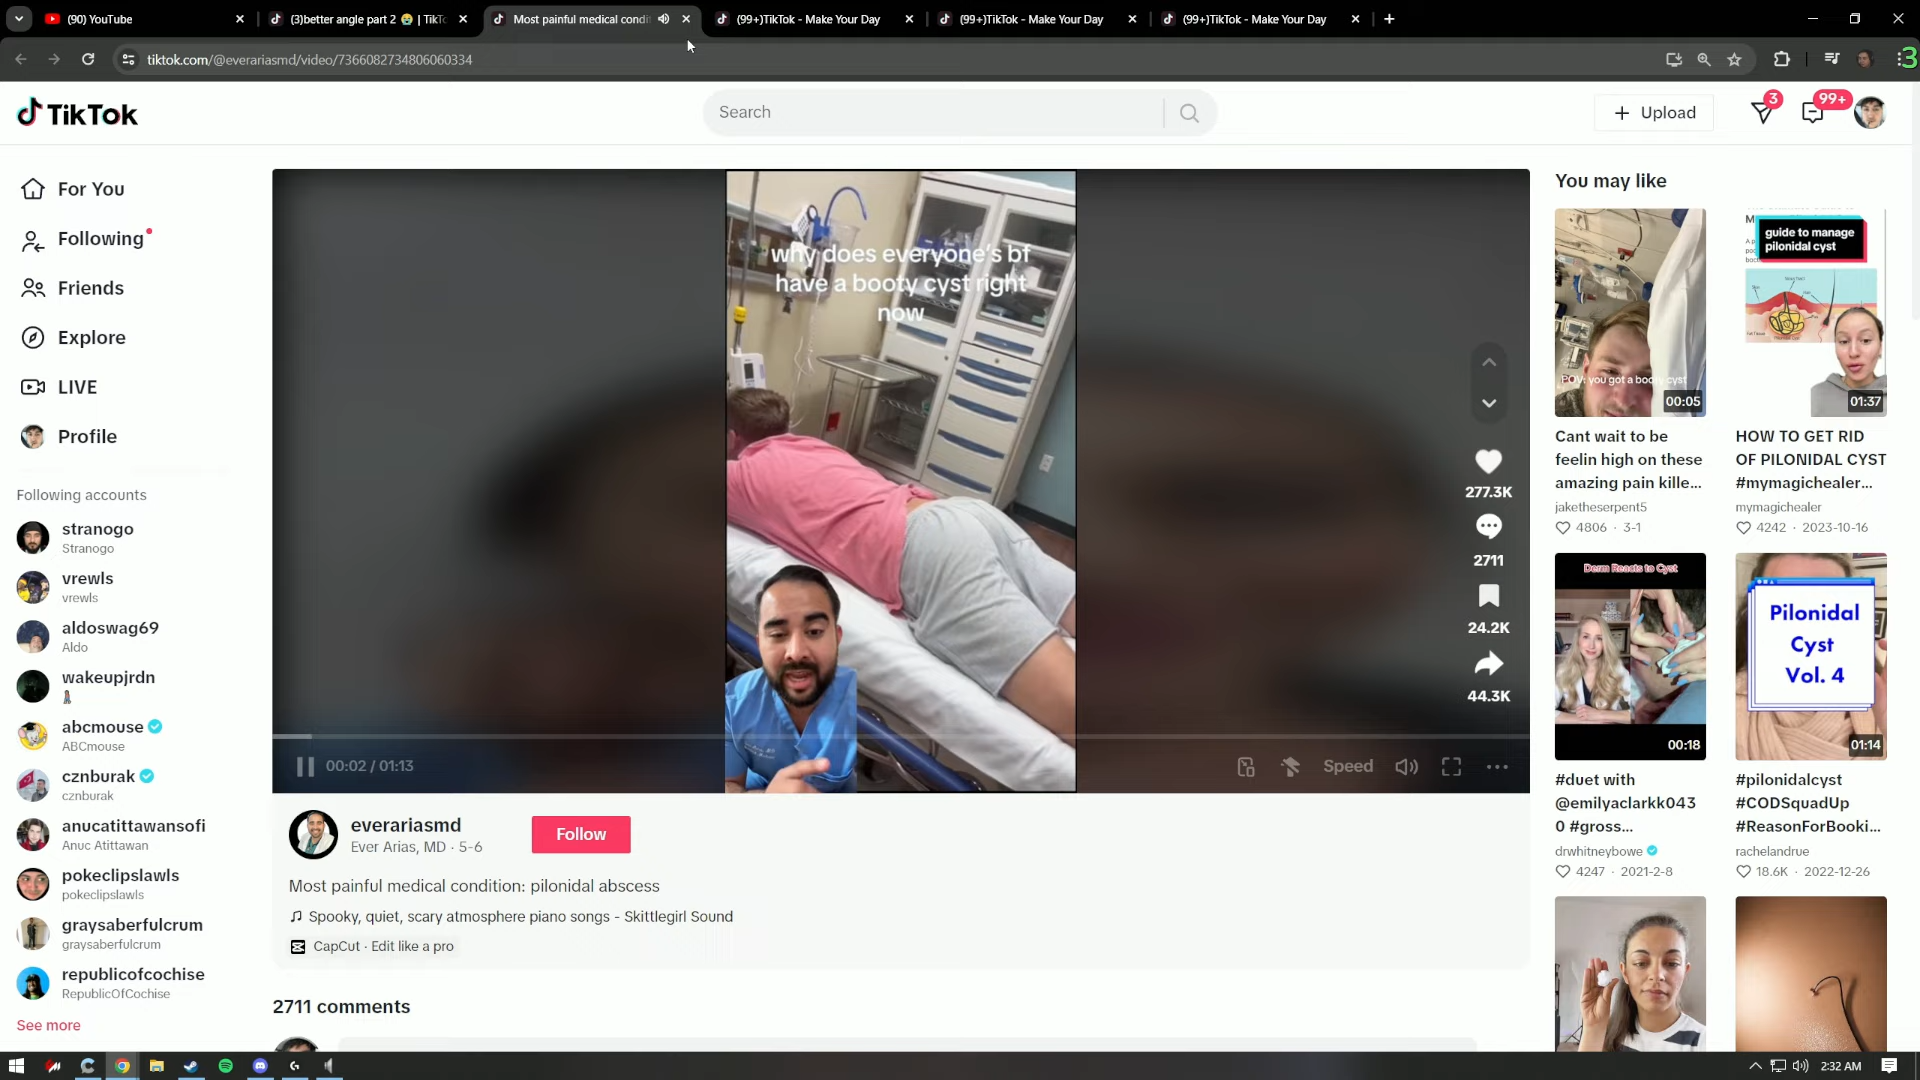 (90) YouTube
(3)better angle part 2 😭 | TikT
Most painful medical condi
(99+)TikTok - Make Your Day
(99+)TikTok - Make Your Day
(99+)TikTok - Make Your Day
tiktok.com/@everariasmd/video/7366082734806060334
3
TikTok
Search
Upload
3
99+
For You
Following
Friends
Explore
LIVE
Profile
Following accounts
stranogo
Stranogo
vrewls
vrewls
aldoswag69
Aldo
wakeupjrdn
abcmouse
ABCmouse
cznburak
cznburak
anucatittawansofi
Anuc Atittawan
pokeclipslawls
pokeclipslawls
graysaberfulcrum
graysaberfulcrum
republicofcochise
RepublicOfCochise
See more
why does everyone's bf
have a booty cyst right
now
277.3K
2711
24.2K
44.3K
00:02 / 01:13
Speed
everariasmd
Ever Arias, MD · 5-6
Follow
Most painful medical condition: pilonidal abscess
Spooky, quiet, scary atmosphere piano songs - Skittlegirl Sound
CapCut · Edit like a pro
2711 comments
You may like
POV: you got a booty cyst
00:05
Cant wait to be
feelin high on these
amazing pain kille...
jaketheserpent5
4806 · 3-1
guide to manage
pilonidal cyst
01:37
HOW TO GET RID
OF PILONIDAL CYST
#mymagichealer...
mymagichealer
4242 · 2023-10-16
Derm Reacts to Cyst
00:18
#duet with
@emilyaclarkk043
0 #gross...
drwhitneybowe
4247 · 2021-2-8
Pilonidal
Cyst
Vol. 4
01:14
#pilonidalcyst
#CODSquadUp
#ReasonForBooki...
rachelandrue
18.6K · 2022-12-26
2:32 AM